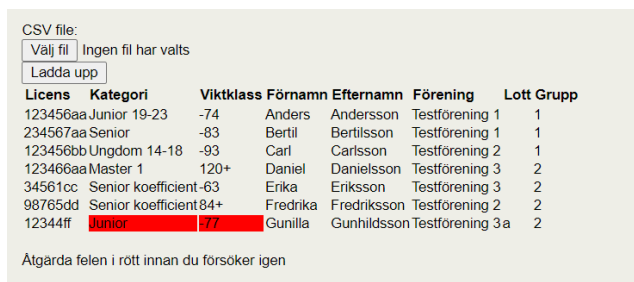 CSV file:
Välj fil Ingen fil har valts
Ladda upp
Licens Kategori Viktklass Förnamn Efternamn Förening Lott Grupp
123456aa Junior 19-23 -74 Anders Andersson Testförening 1 1
234567aa Senior -83 Bertil Bertilsson Testförening 1 1
123456bb Ungdom 14-18 -93 Carl Carlsson Testförening 2 1
123466aa Master 1 120+ Daniel Danielsson Testförening 3 2
34561cc Senior koefficient -63 Erika Eriksson Testförening 3 2
98765dd Senior koefficient 84+ Fredrika Fredriksson Testförening 2 2
12344ff Junior -77 Gunilla Gunhildsson Testförening 3 a 2
Åtgärda felen i rött innan du försöker igen